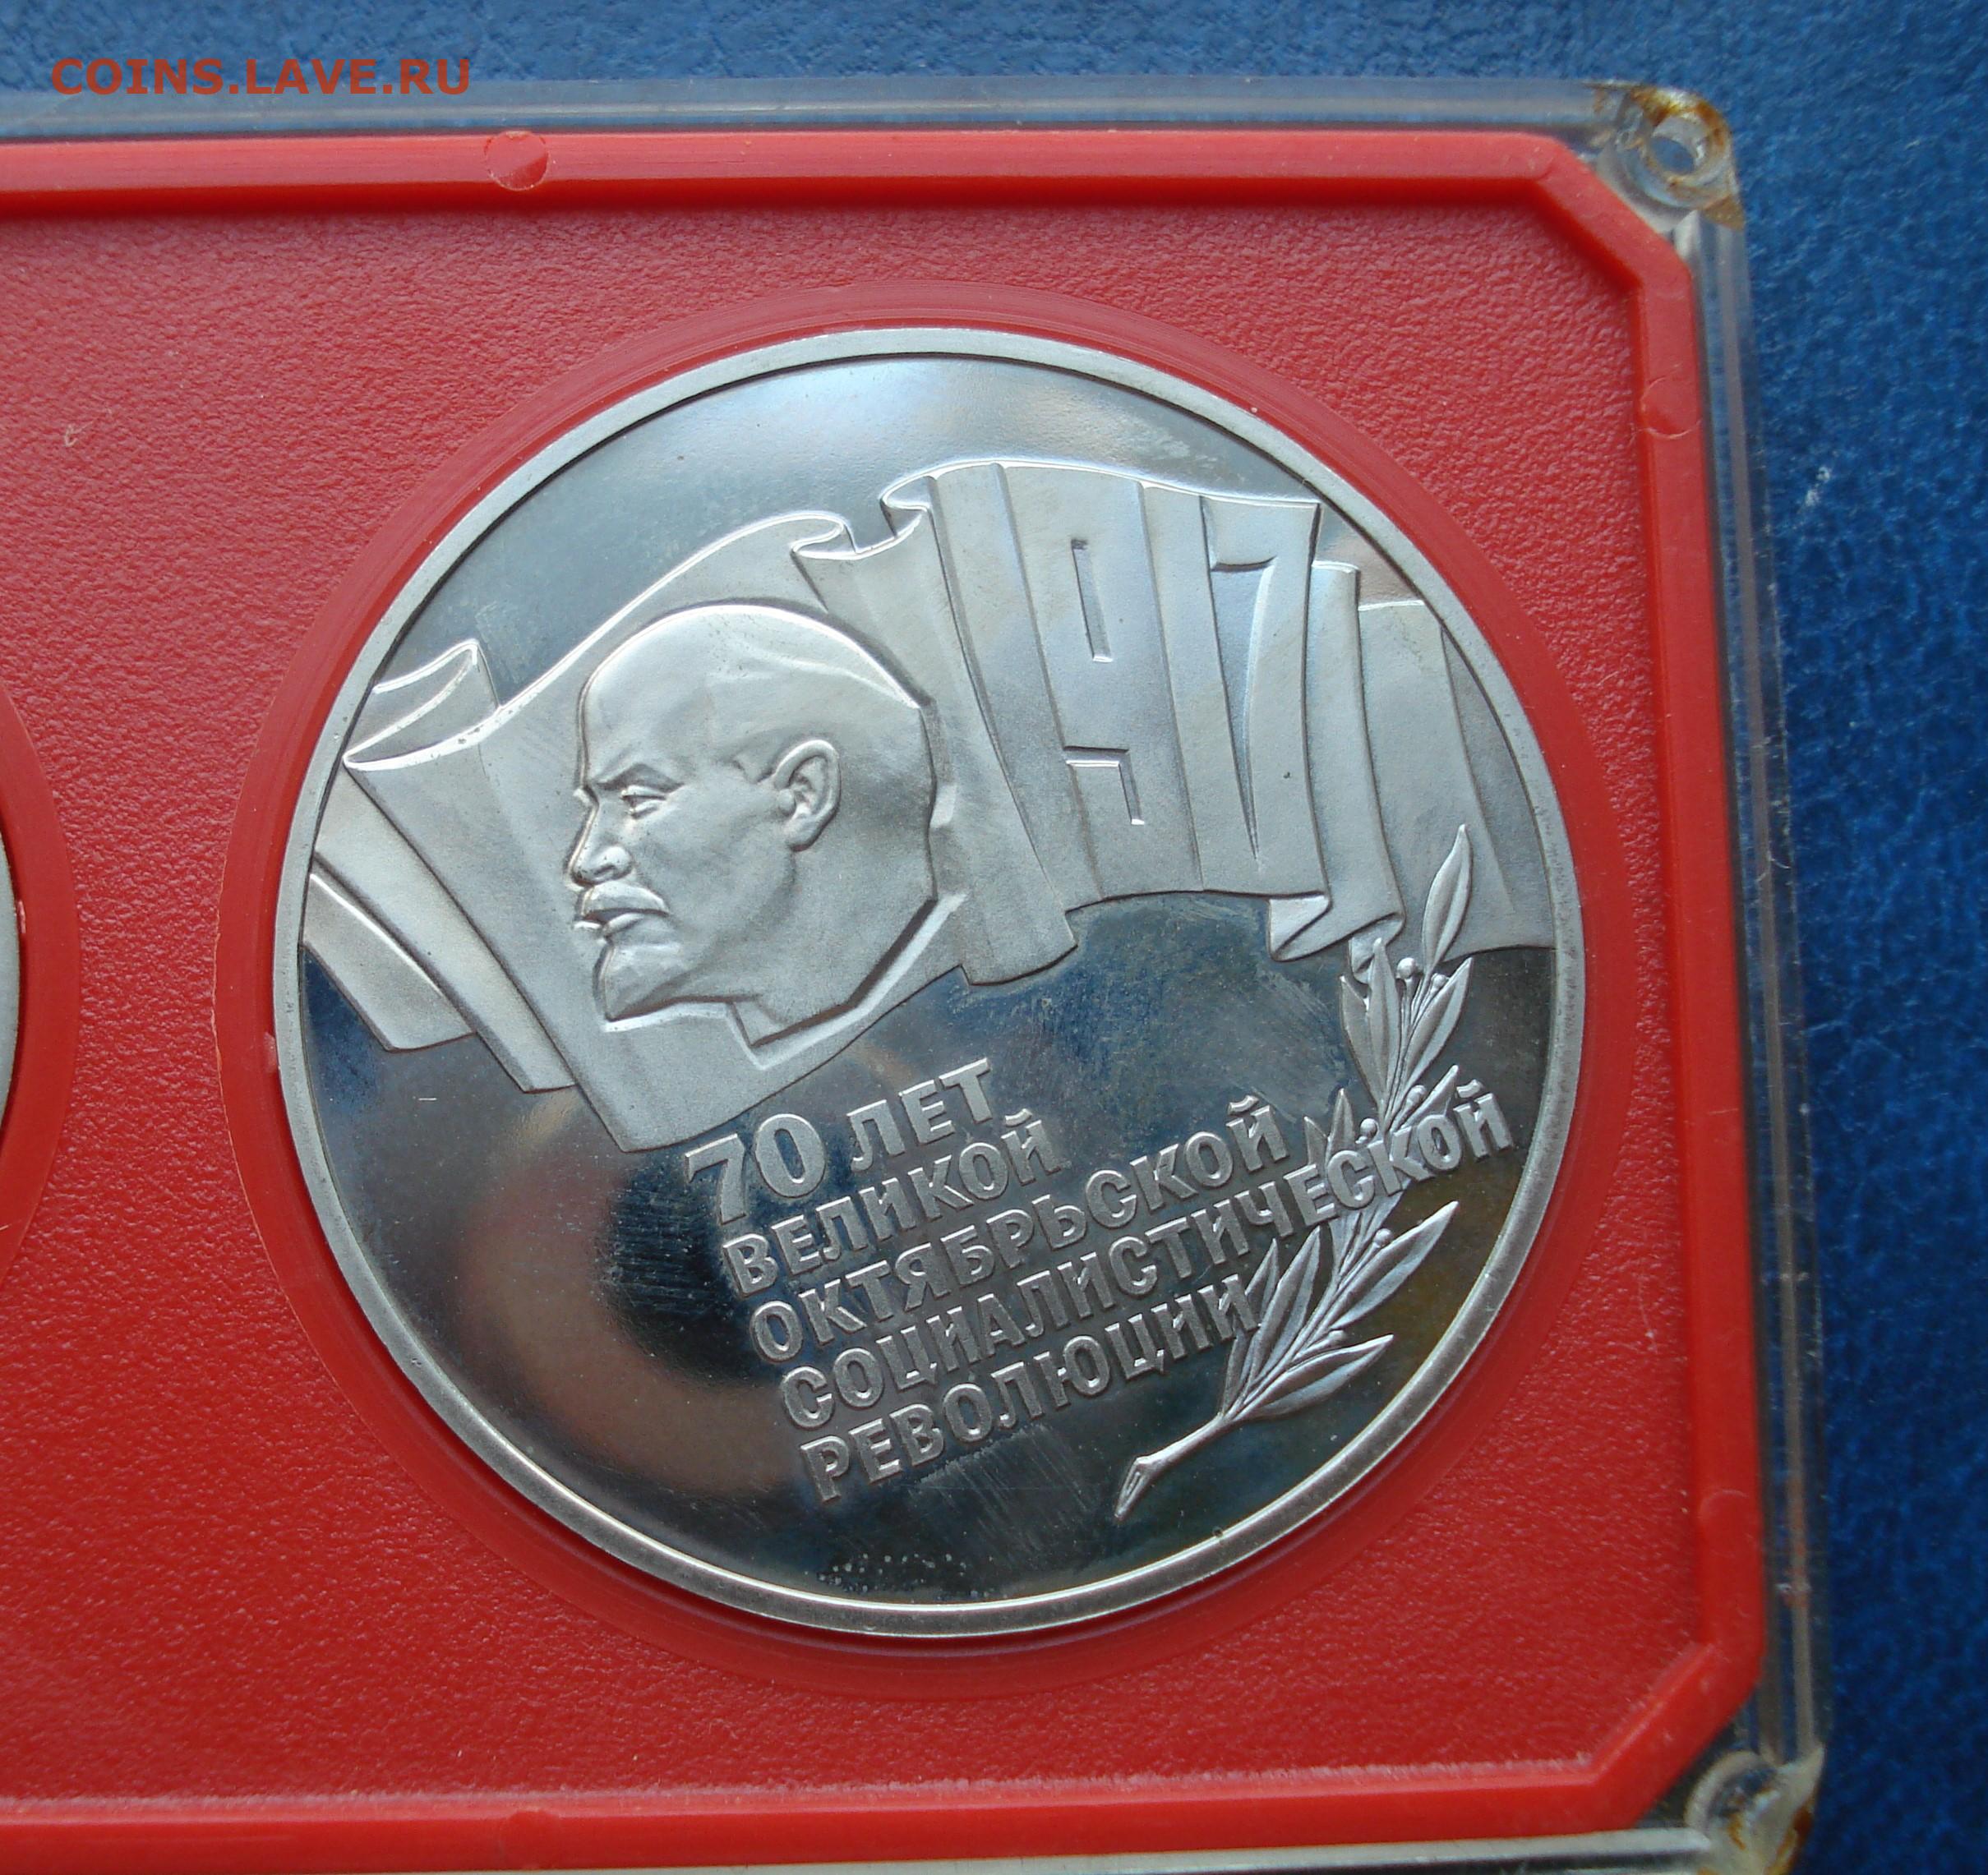 COINS.LAVE.RU
1917
70 ЛЕТ
ВЕЛИКОЙ
ОКТЯБРЬСКОЙ
СОЦИАЛИСТИЧЕСКОЙ
РЕВОЛЮЦИИ